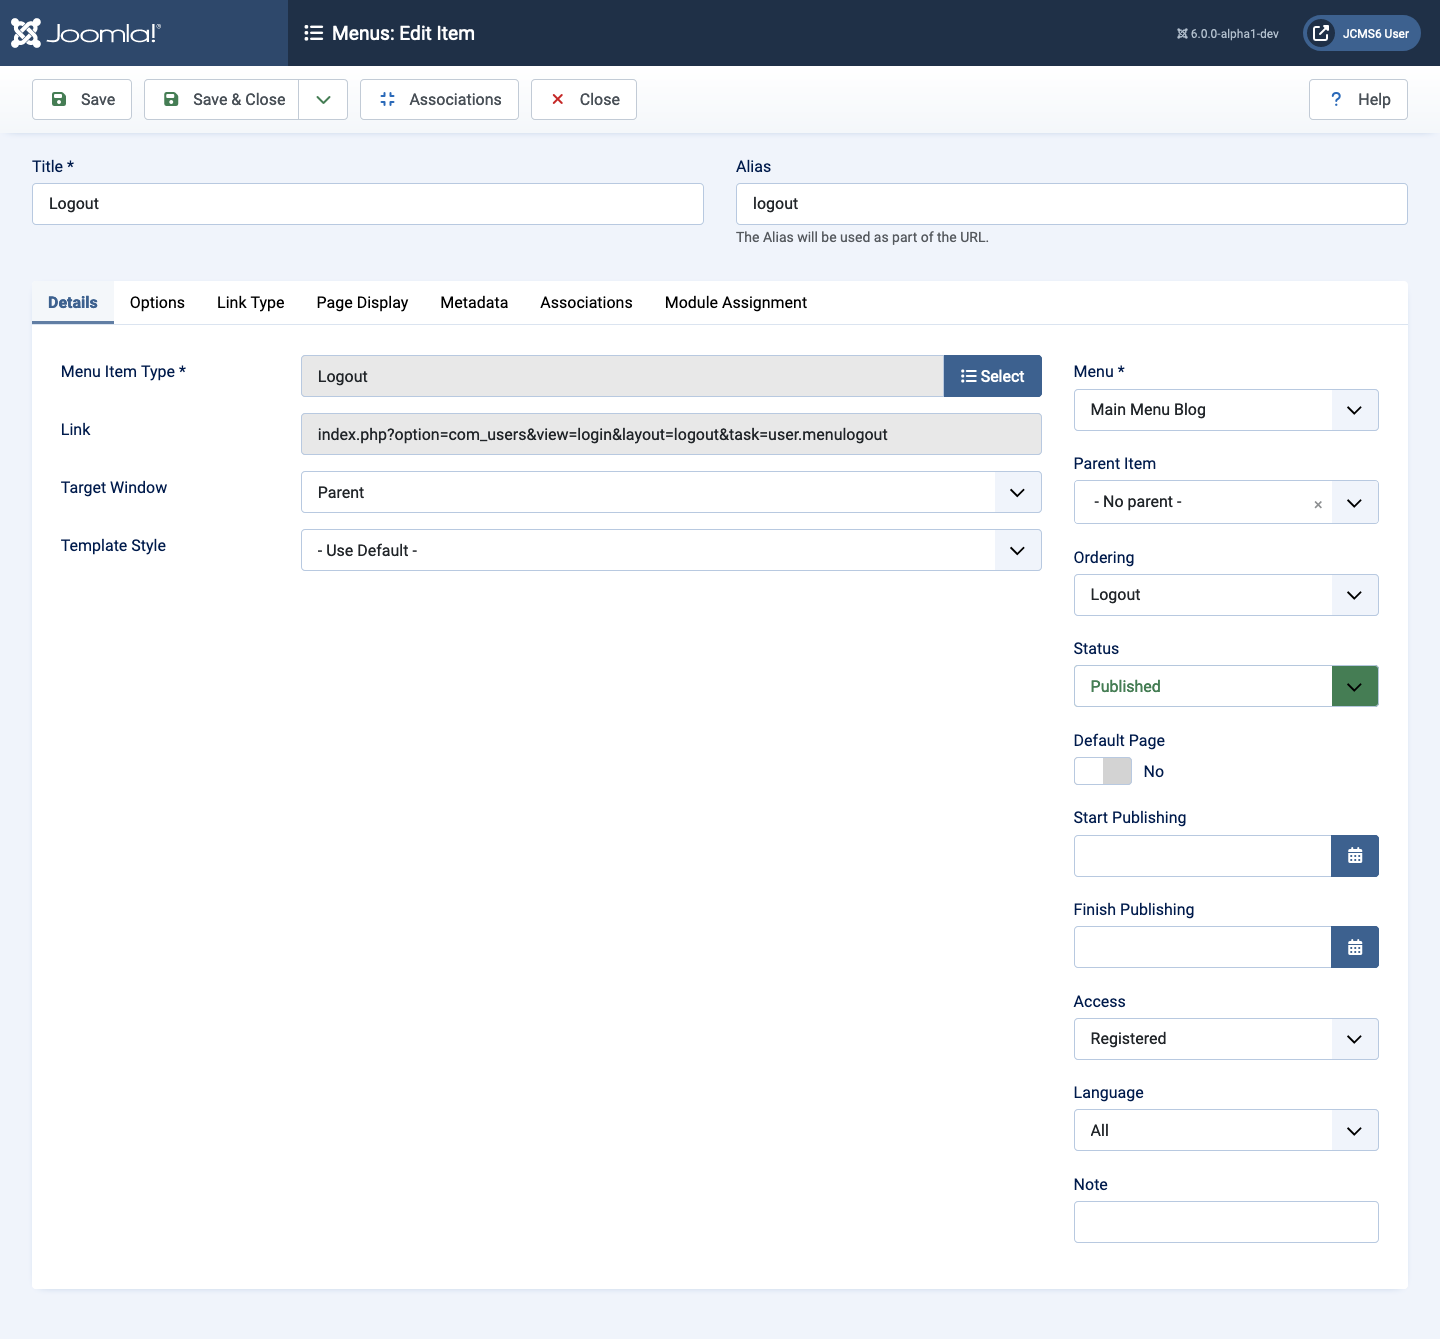 Joomla!®
Menus: Edit Item
6.0.0-alpha1-dev
JCMS6 User
Save
Save & Close
Associations
Close
? Help
Title *
Logout
Alias
logout
The Alias will be used as part of the URL.
Details Options Link Type Page Display Metadata Associations Module Assignment
Menu Item Type *
Logout
Select
Link
index.php?option=com_users&view=login&layout=logout&task=user.menulogout
Target Window
Parent
Template Style
- Use Default -
Menu *
Main Menu Blog
Parent Item
- No parent - ×
Ordering
Logout
Status
Published
Default Page
No
Start Publishing
Finish Publishing
Access
Registered
Language
All
Note